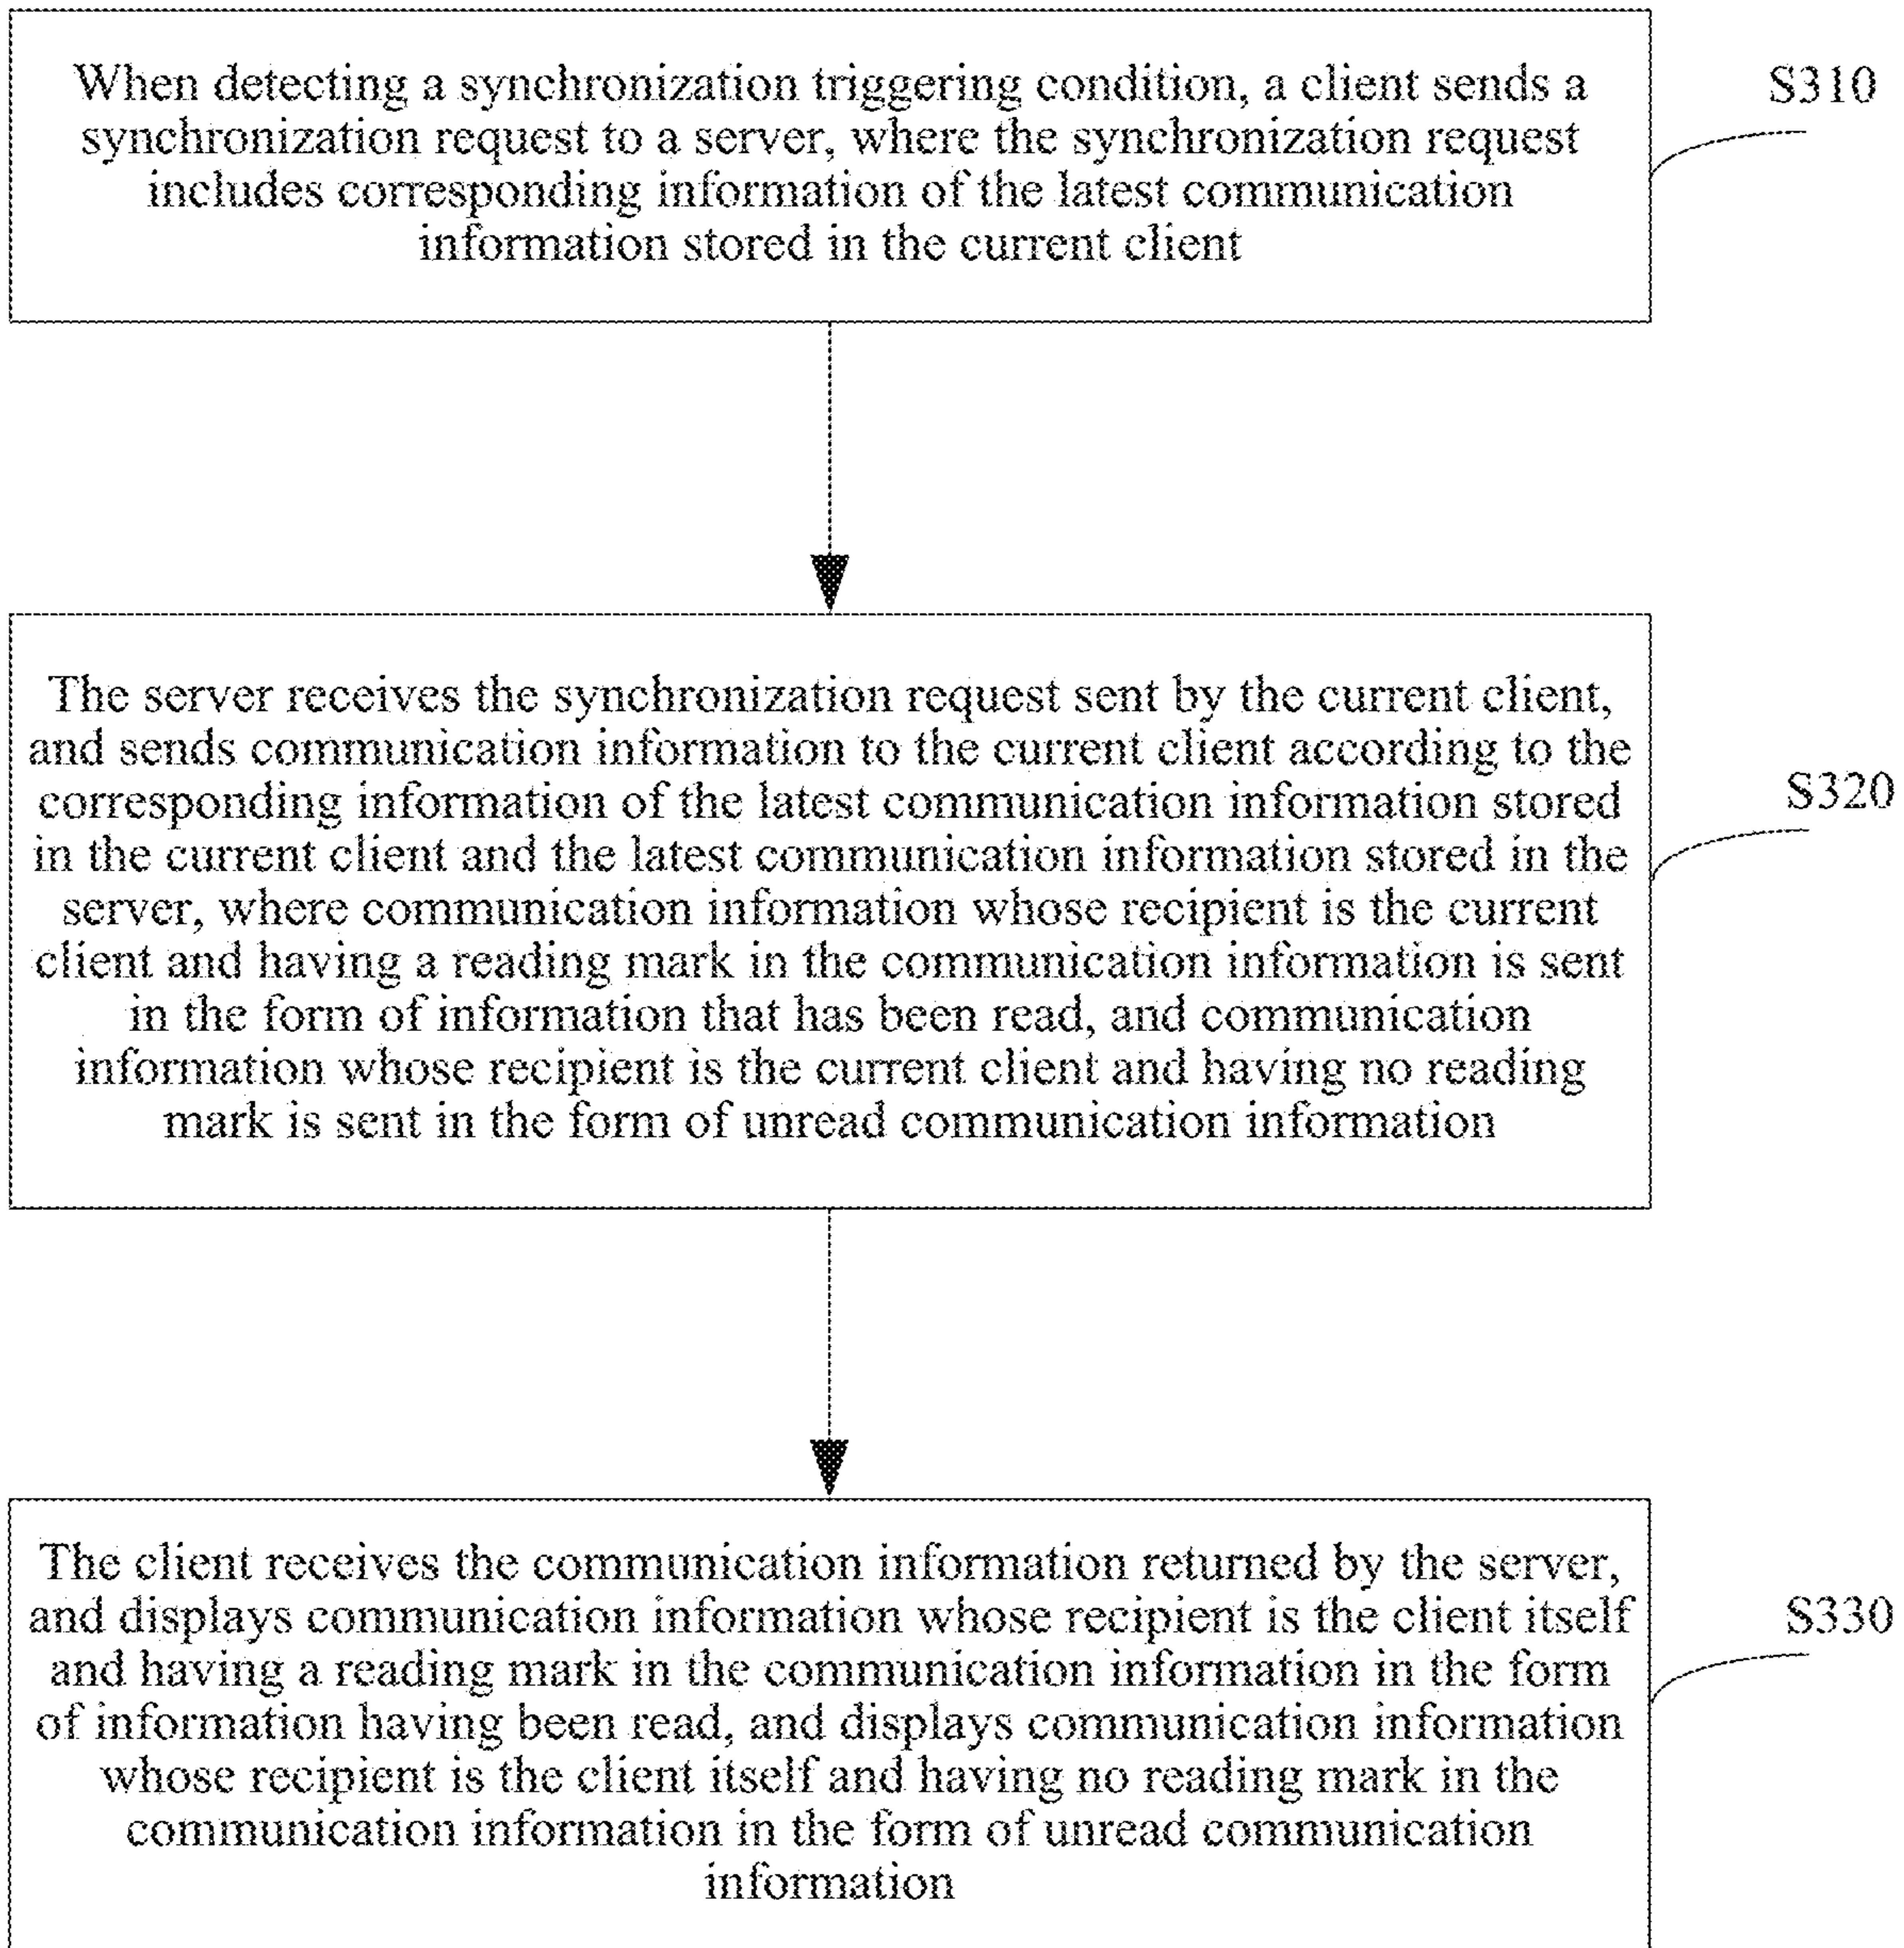 When detecting a synchronization triggering condition, a client sends a
synchronization request to a server, where the synchronization request
includes corresponding information of the latest communication
information stored in the current client
S310
The server receives the synchronization request sent by the current client,
and sends communication information to the current client according to the
corresponding information of the latest communication information stored
in the current client and the latest communication information stored in the
server, where communication information whose recipient is the current
client and having a reading mark in the communication information is sent
in the form of information that has been read, and communication
information whose recipient is the current client and having no reading
mark is sent in the form of unread communication information
S320
The client receives the communication information returned by the server,
and displays communication information whose recipient is the client itself
and having a reading mark in the communication information in the form
of information having been read, and displays communication information
whose recipient is the client itself and having no reading mark in the
communication information in the form of unread communication
information
S330